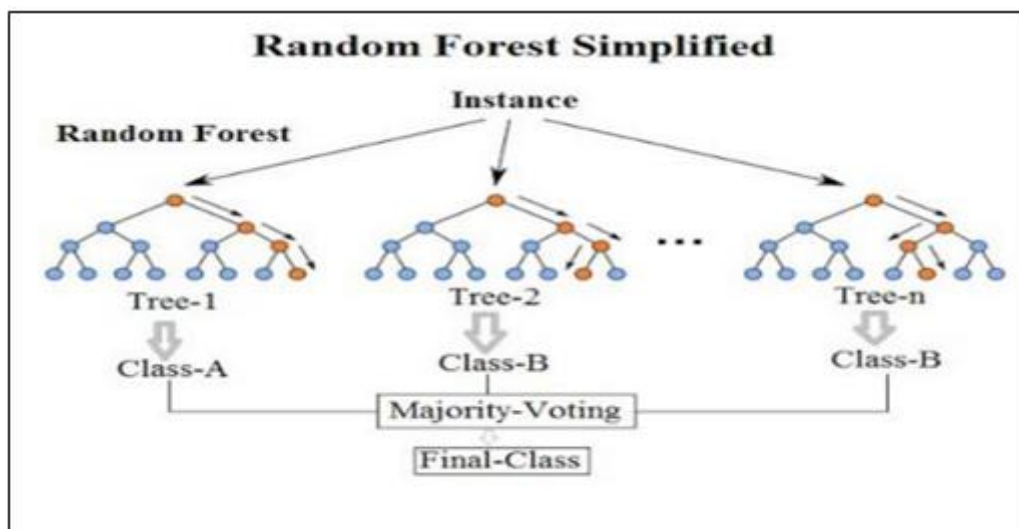 Random Forest Simplified
Instance
Random Forest
...
Tree-1
Tree-2
Tree-n
Class-A
Class-B
Class-B
Majority-Voting
Final-Class